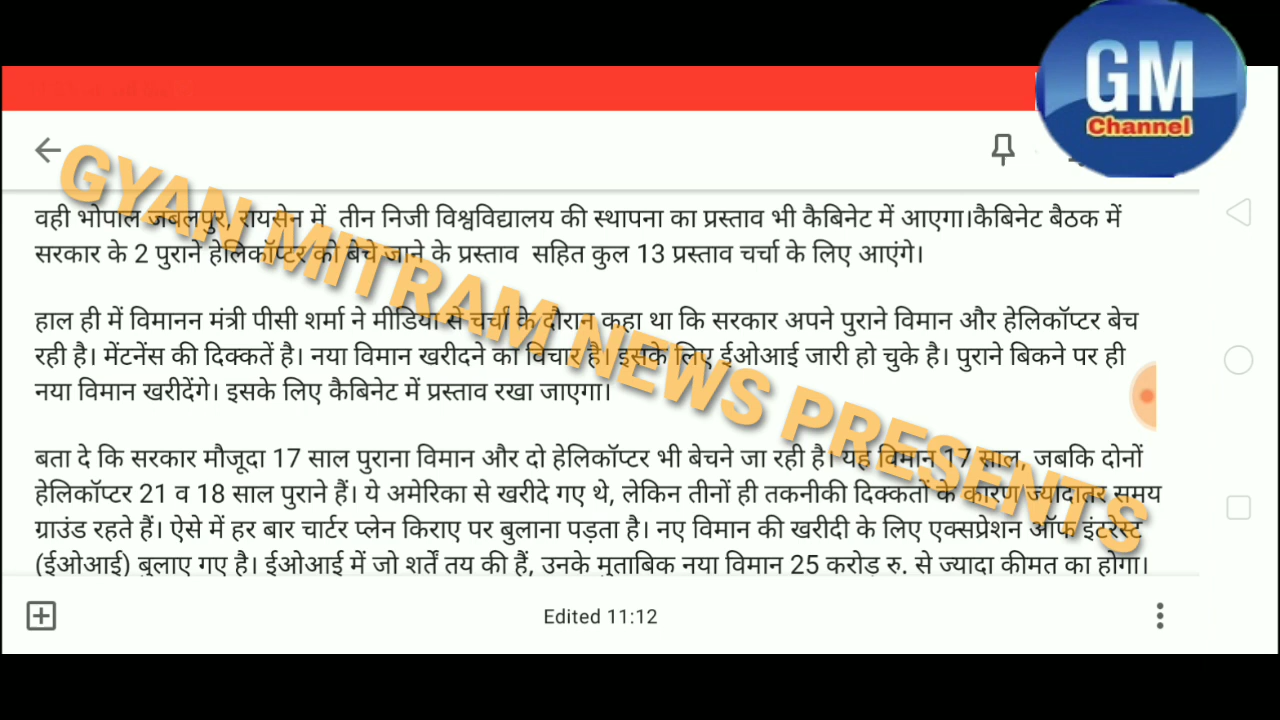 GM
Channel
वही भोपाल जबलपुर, रायसेन में तीन निजी विश्वविद्यालय की स्थापना का प्रस्ताव भी कैबिनेट में आएगा।कैबिनेट बैठक में
सरकार के 2 पुराने हेलिकॉप्टर को बेचे जाने के प्रस्ताव सहित कुल 13 प्रस्ताव चर्चा के लिए आएंगे।
हाल ही में विमानन मंत्री पीसी शर्मा ने मीडिया से चर्चा के दौरान कहा था कि सरकार अपने पुराने विमान और हेलिकॉप्टर बेच
रही है। मेंटनेंस की दिक्कतें है। नया विमान खरीदने का विचार है। इसके लिए ईओआई जारी हो चुके है। पुराने बिकने पर ही
नया विमान खरीदेंगे। इसके लिए कैबिनेट में प्रस्ताव रखा जाएगा।
बता दे कि सरकार मौजूदा 17 साल पुराना विमान और दो हेलिकॉप्टर भी बेचने जा रही है। यह विमान 17 साल, जबकि दोनों
हेलिकॉप्टर 21 व 18 साल पुराने हैं। ये अमेरिका से खरीदे गए थे, लेकिन तीनों ही तकनीकी दिक्कतों के कारण ज्यादातर समय
ग्राउंड रहते हैं। ऐसे में हर बार चार्टर प्लेन किराए पर बुलाना पड़ता है। नए विमान की खरीदी के लिए एक्सप्रेशन ऑफ इंटरेस्ट
(ईओआई) बुलाए गए है। ईओआई में जो शर्तें तय की हैं, उनके मुताबिक नया विमान 25 करोड़ रु. से ज्यादा कीमत का होगा।
GYAN MITRAM NEWS PRESENTS
Edited 11:12